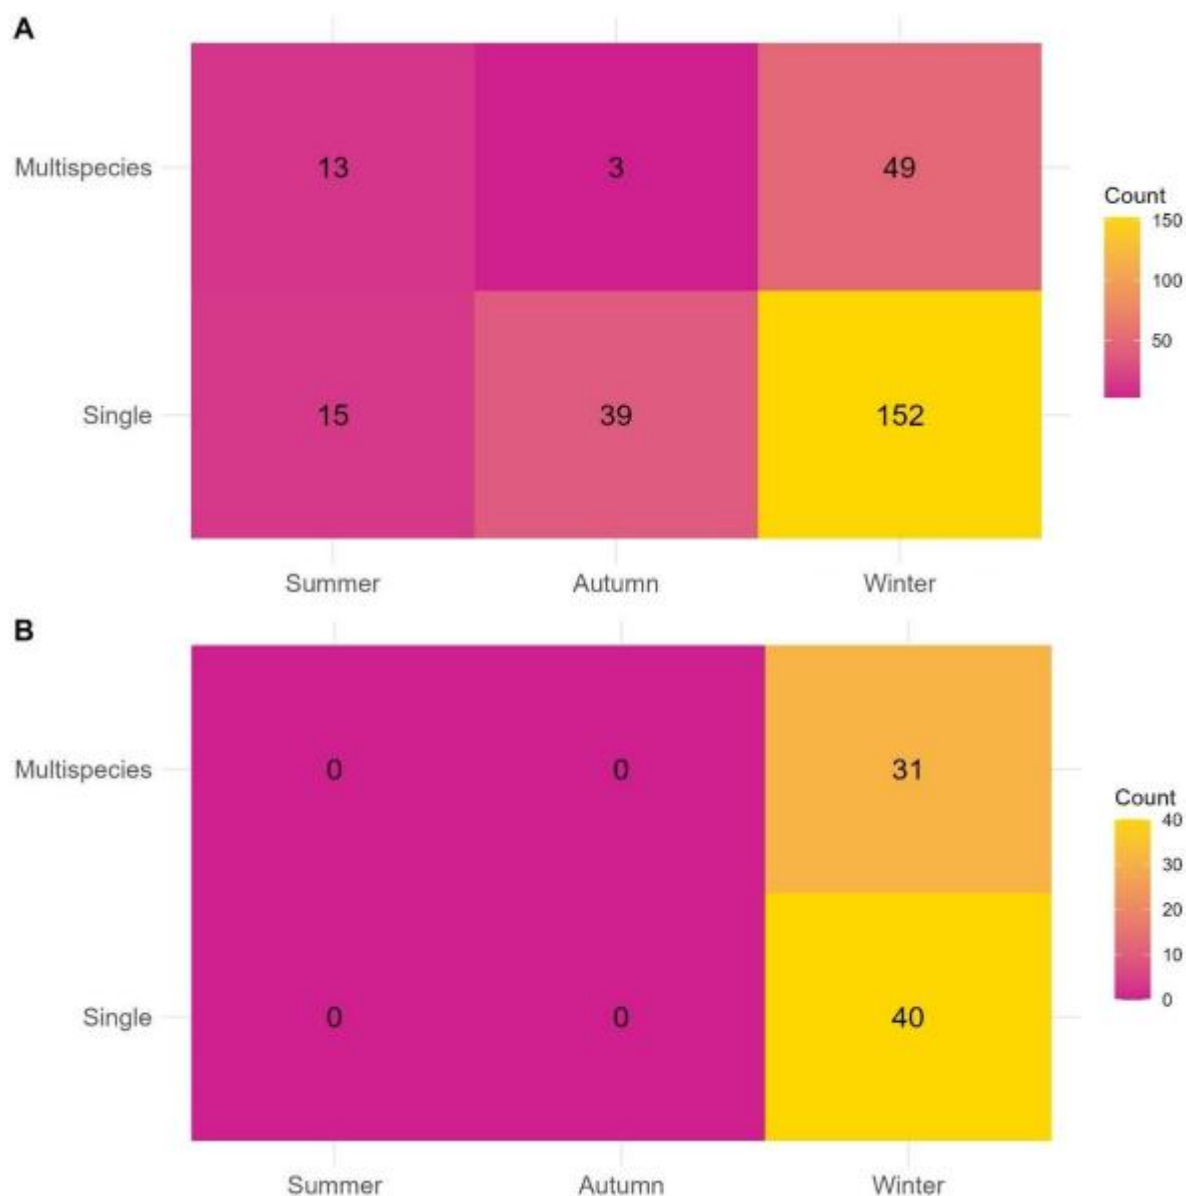 A
Multispecies 13 3 49
Count
150
100
50
Single 15 39 152
Summer Autumn Winter
B
Multispecies 0 0 31
Count
40
30
20
10
0
Single 0 0 40
Summer Autumn Winter